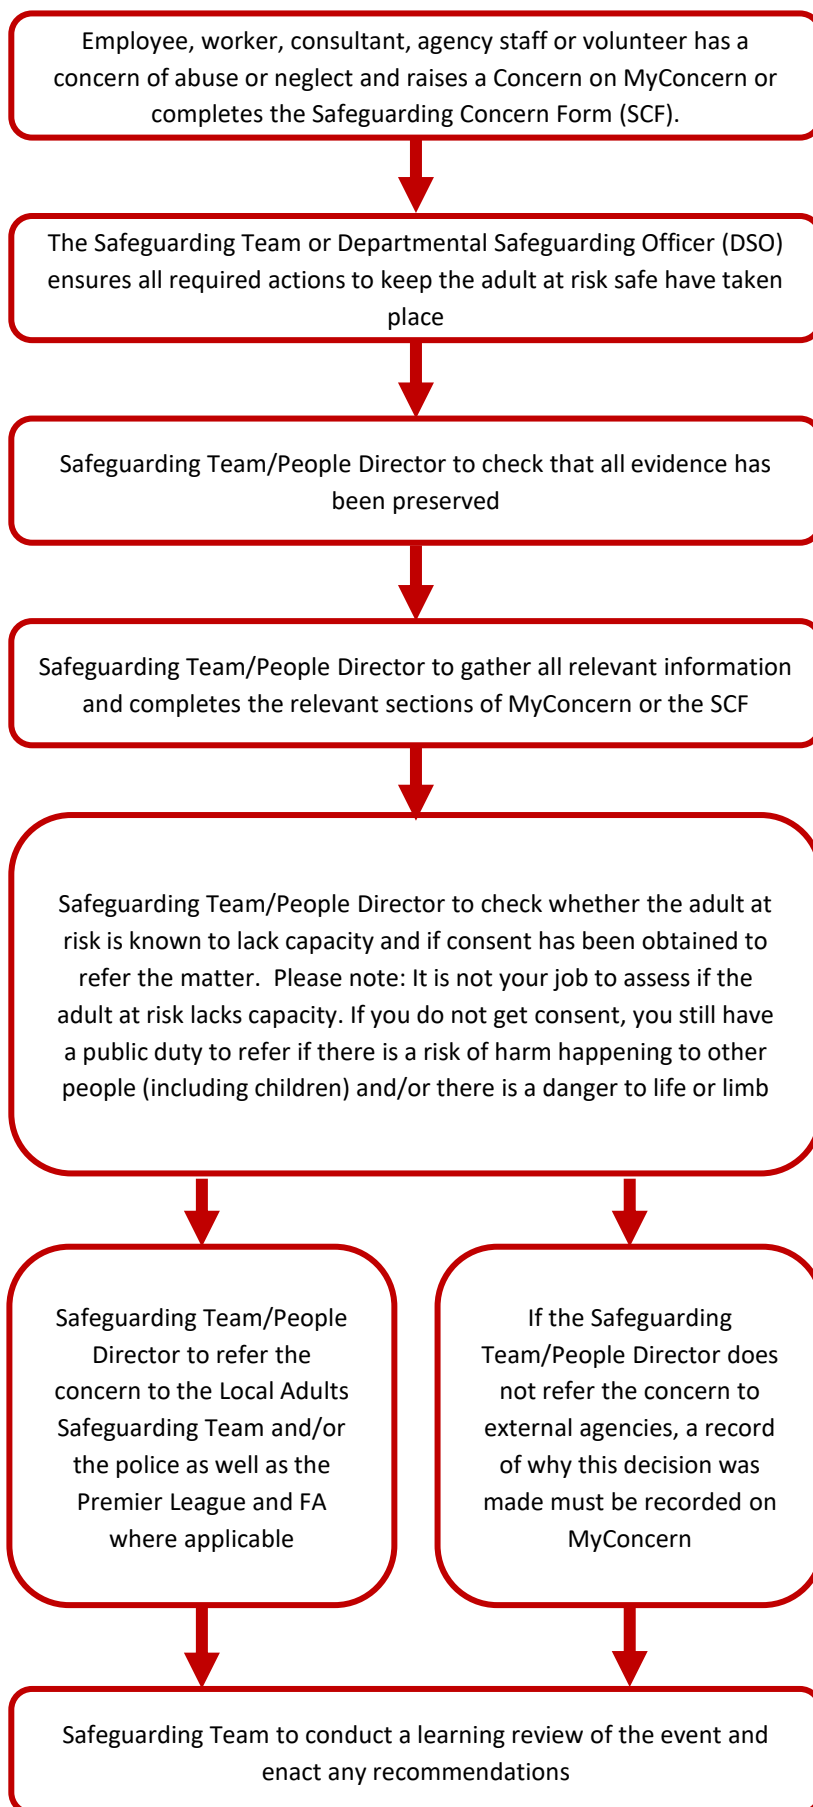 Employee, worker, consultant, agency staff or volunteer has a
concern of abuse or neglect and raises a Concern on MyConcern or
completes the Safeguarding Concern Form (SCF).
The Safeguarding Team or Departmental Safeguarding Officer (DSO)
ensures all required actions to keep the adult at risk safe have taken
place
Safeguarding Team/People Director to check that all evidence has
been preserved
Safeguarding Team/People Director to gather all relevant information
and completes the relevant sections of MyConcern or the SCF
Safeguarding Team/People Director to check whether the adult at
risk is known to lack capacity and if consent has been obtained to
refer the matter.  Please note: It is not your job to assess if the
adult at risk lacks capacity. If you do not get consent, you still have
a public duty to refer if there is a risk of harm happening to other
people (including children) and/or there is a danger to life or limb
Safeguarding Team/People
Director to refer the
concern to the Local Adults
Safeguarding Team and/or
the police as well as the
Premier League and FA
where applicable
If the Safeguarding
Team/People Director does
not refer the concern to
external agencies, a record
of why this decision was
made must be recorded on
MyConcern
Safeguarding Team to conduct a learning review of the event and
enact any recommendations